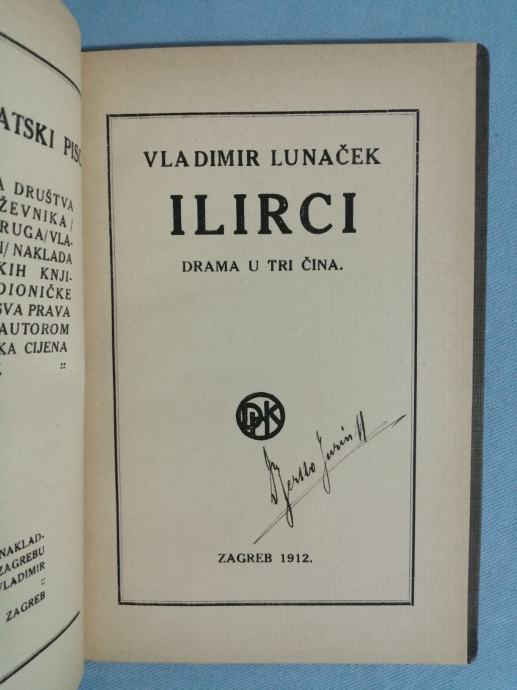 ATSKI PISC
A DRUŠTVA
ŽEVNIKA/
RUGA/VLA-
I/ NAKLADA
KIH KNJI-
DIONIČKE
SVA PRAVA
AUTOROM
KA CIJENA
::
NAKLAD-
ZAGREBU
VLADIMIR
::
ZAGREB
VLADIMIR LUNAČEK
ILIRCI
DRAMA U TRI ČINA.
DHK
ZAGREB 1912.